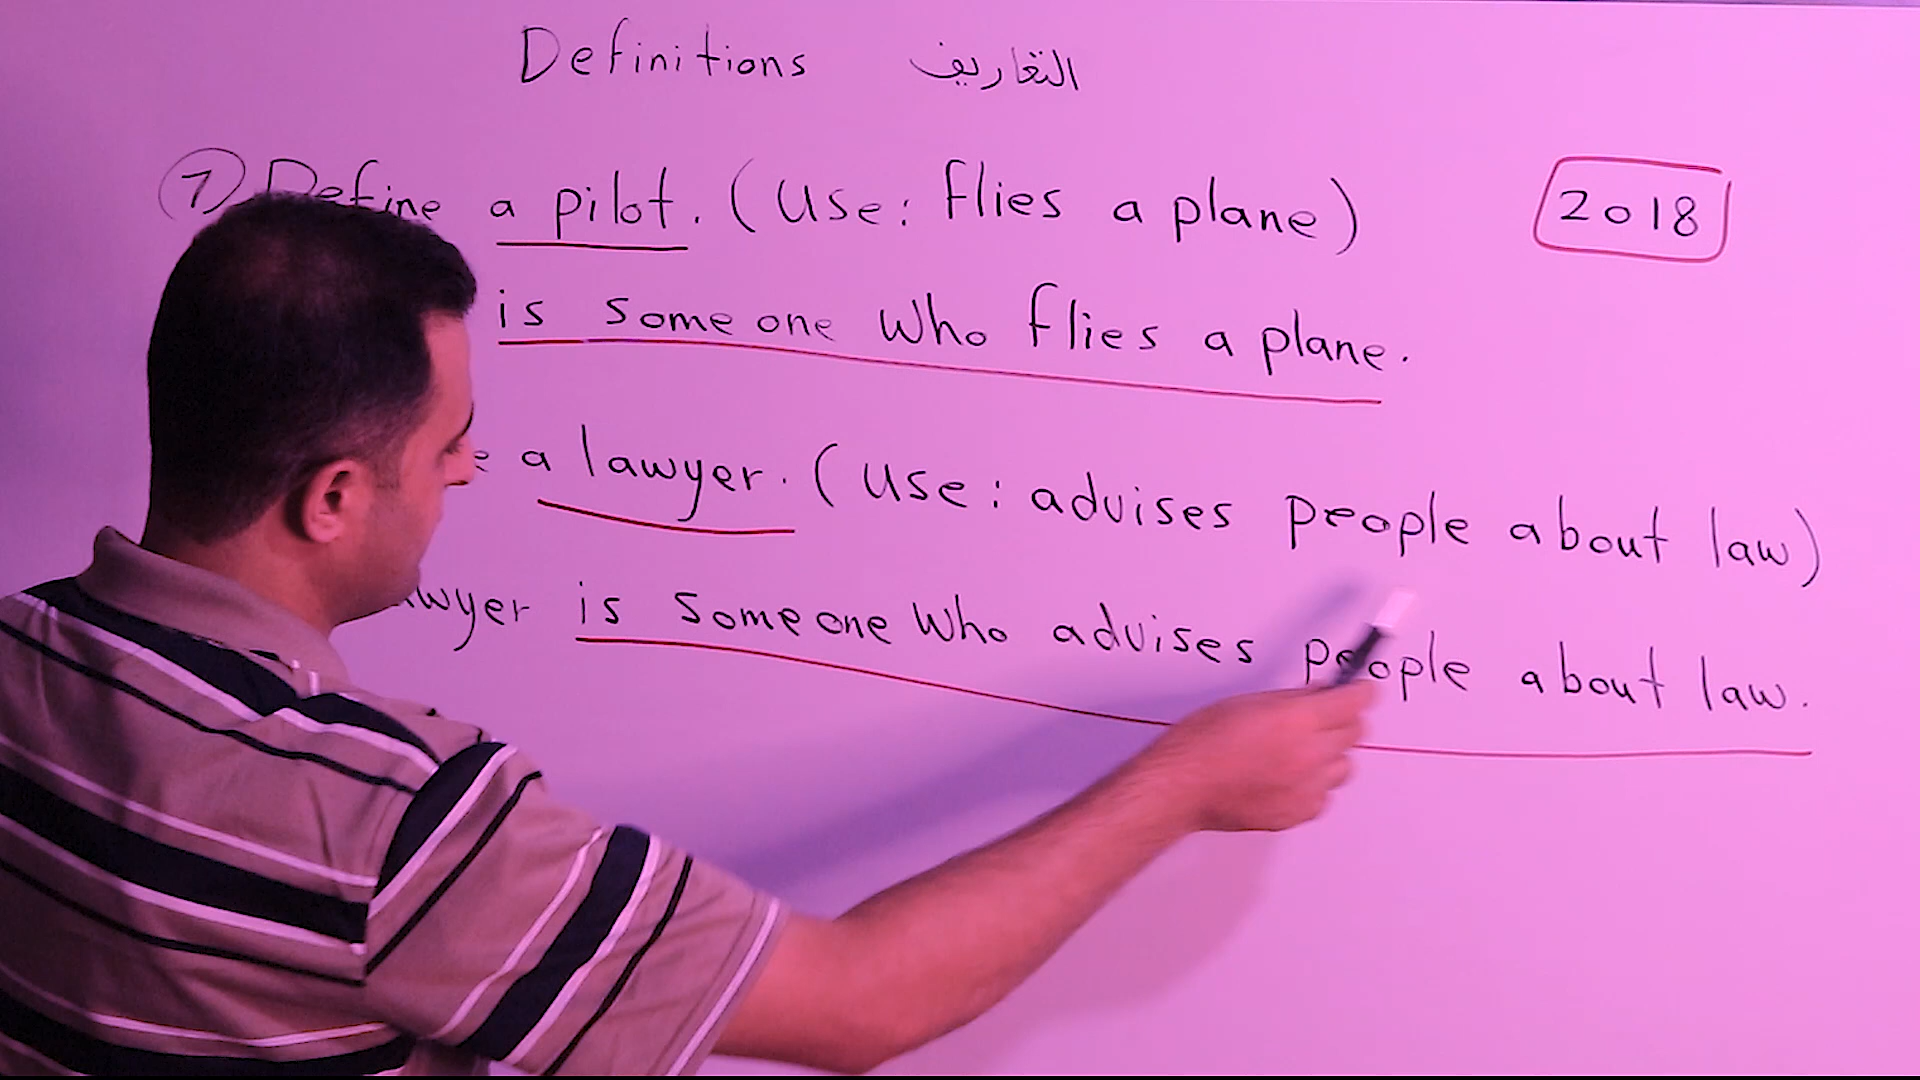 Definitions التعاريف
7 Define a pilot. (Use: flies a plane) 2018
is someone who flies a plane.
a lawyer. (Use: advises people about law)
is someone who advises people about law.